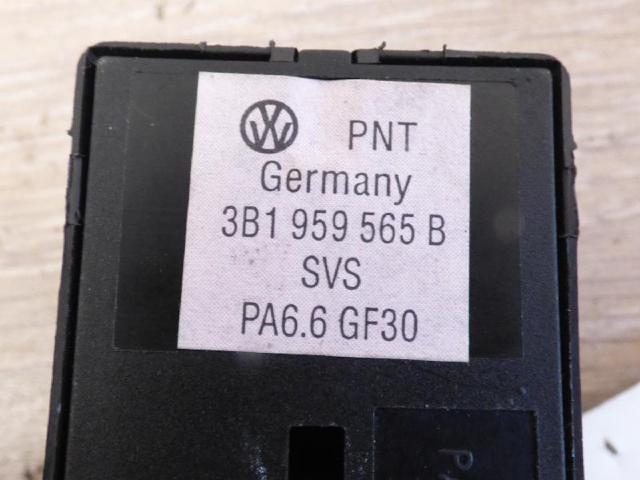 PNT
Germany
3B1 959 565 B
SVS
PA6.6 GF30